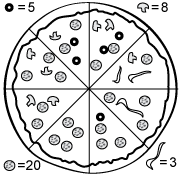 = 5
= 8
= 20
= 3